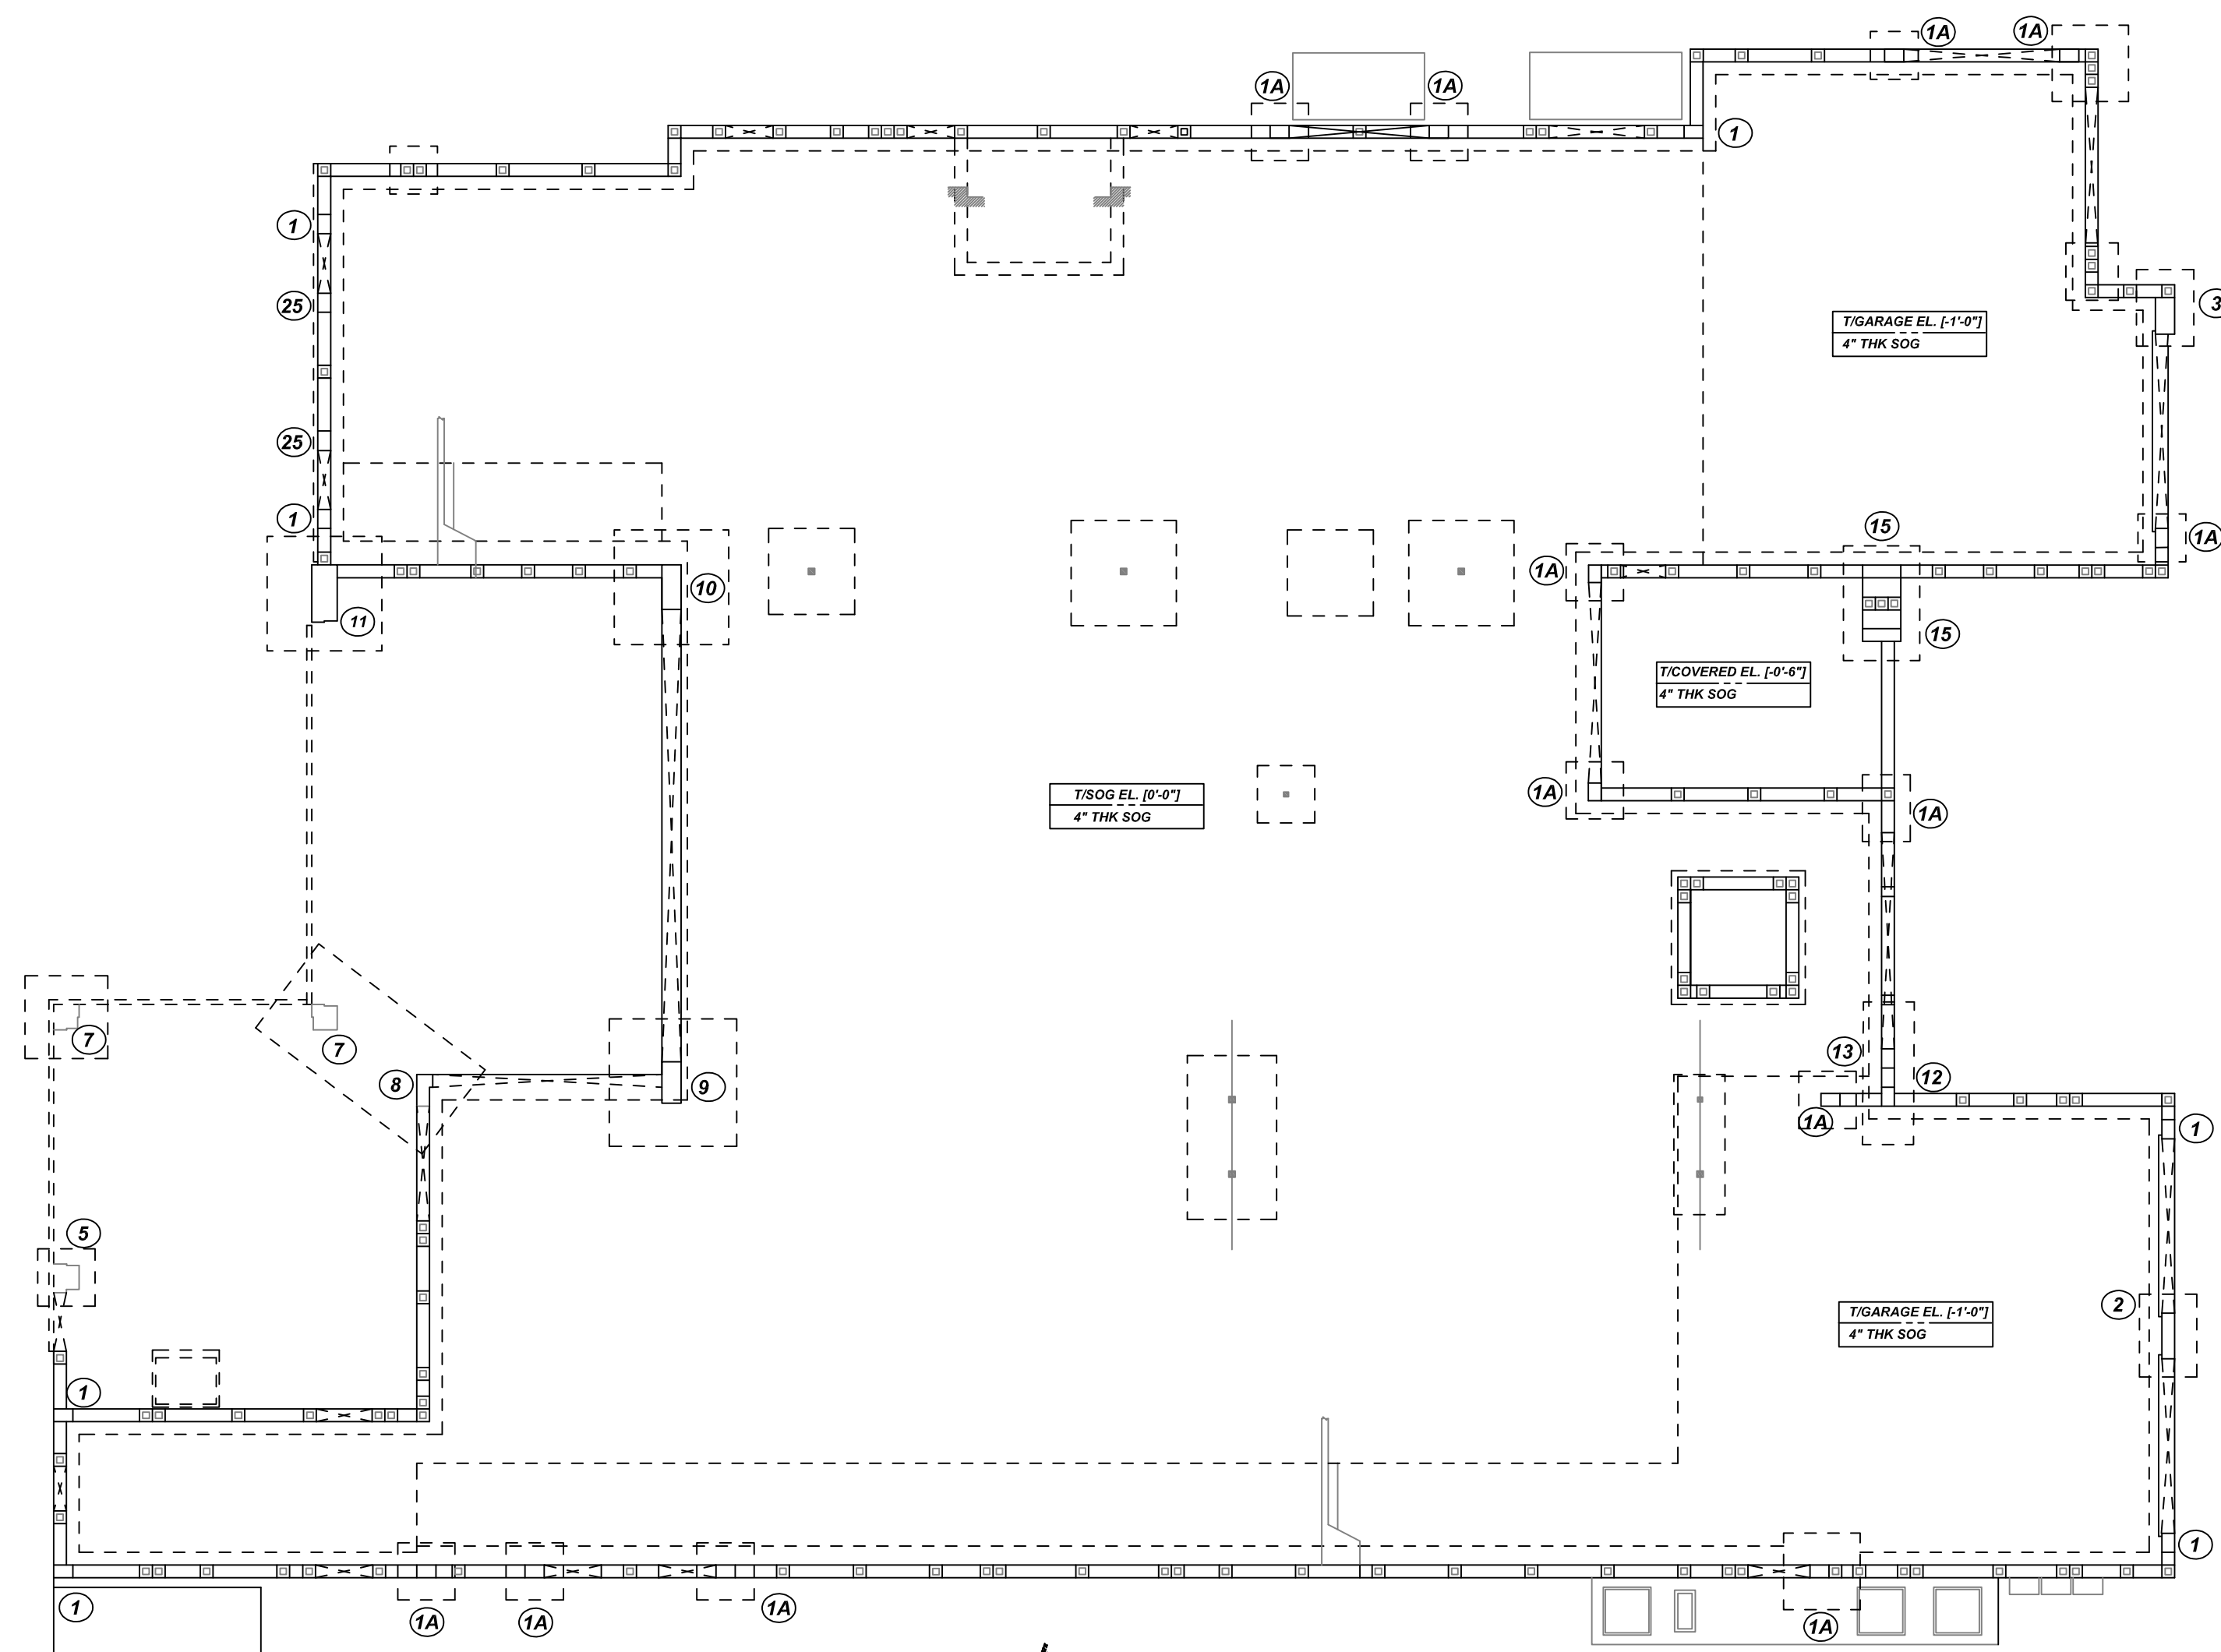 1A
1A
1A
1A
1
1
25
3
T/GARAGE EL. [-1'-0"]
4" THK SOG
25
1
15
1A
1A
10
11
15
T/COVERED EL. [-0'-6"]
4" THK SOG
T/SOG EL. [0'-0"]
4" THK SOG
1A
1A
7
7
13
8
9
12
1A
1
5
2
T/GARAGE EL. [-1'-0"]
4" THK SOG
1
1
1
1A
1A
1A
1A